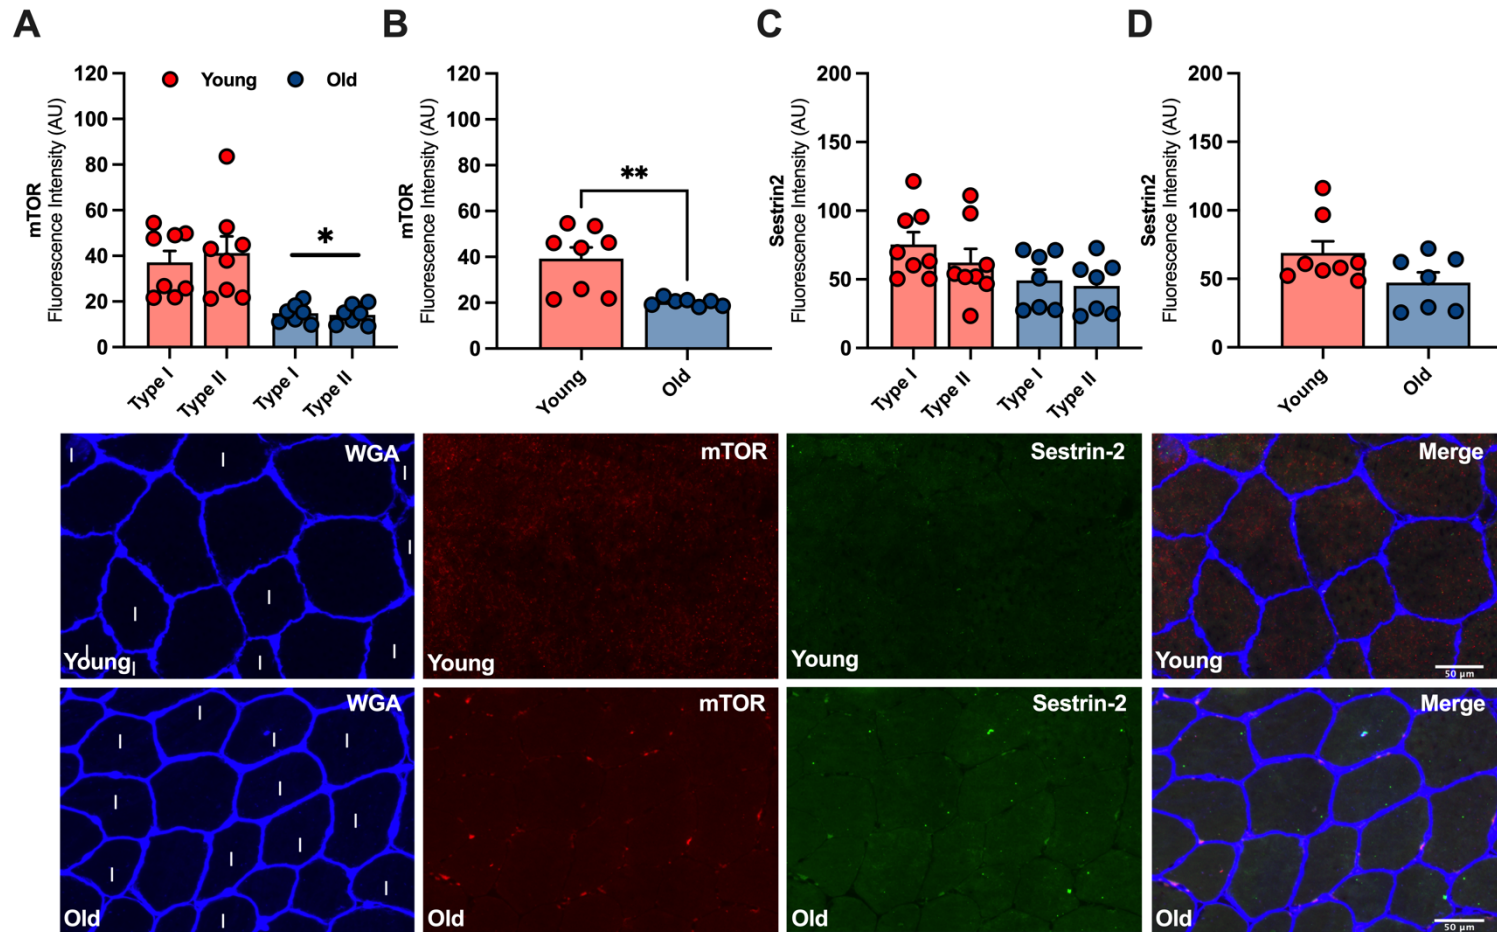 A
B
C
D
120
100
80
60
40
20
0
mTOR
Fluorescence Intensity (AU)
Young
Old
*
Type I
Type II
Type I
Type II
120
100
80
60
40
20
0
mTOR
Fluorescence Intensity (AU)
**
Young
Old
200
150
100
50
0
Sestrin2
Fluorescence Intensity (AU)
Type I
Type II
Type I
Type II
200
150
100
50
0
Sestrin2
Fluorescence Intensity (AU)
Young
Old
WGA
I
I
I
I
I
I
I
I
I
I
Young
mTOR
Young
Sestrin-2
Young
Merge
Young
50 µm
WGA
I
I
I
I
I
I
I
I
I
I
I
I
Old
mTOR
Old
Sestrin-2
Old
Merge
Old
50 µm